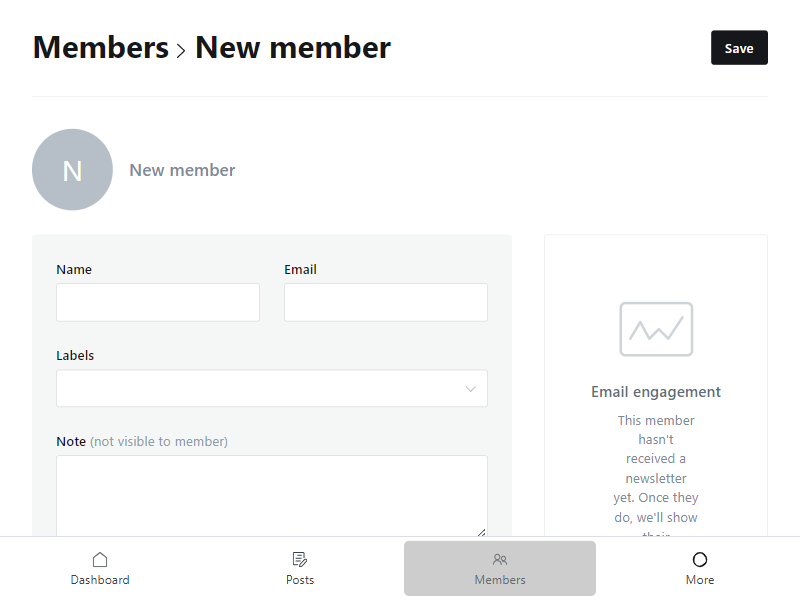 Members > New member
Save
N
New member
Name
Email
Labels
Note (not visible to member)
Email engagement
This member
hasn't
received a
newsletter
yet. Once they
do, we'll show
their
Dashboard
Posts
Members
More